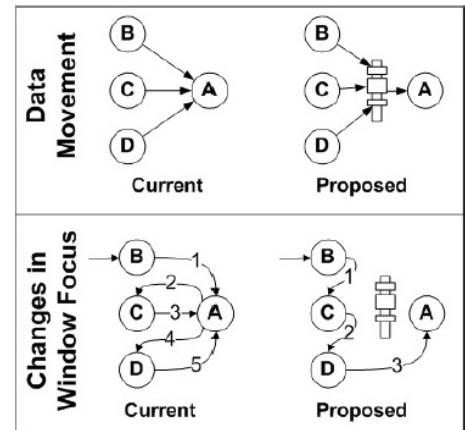 Data
Movement
B
C
A
D
Current
B
C
A
D
Proposed
Changes in
Window Focus
B
1
2
C
3
A
4
D
5
Current
B
1
C
A
2
D
3
Proposed